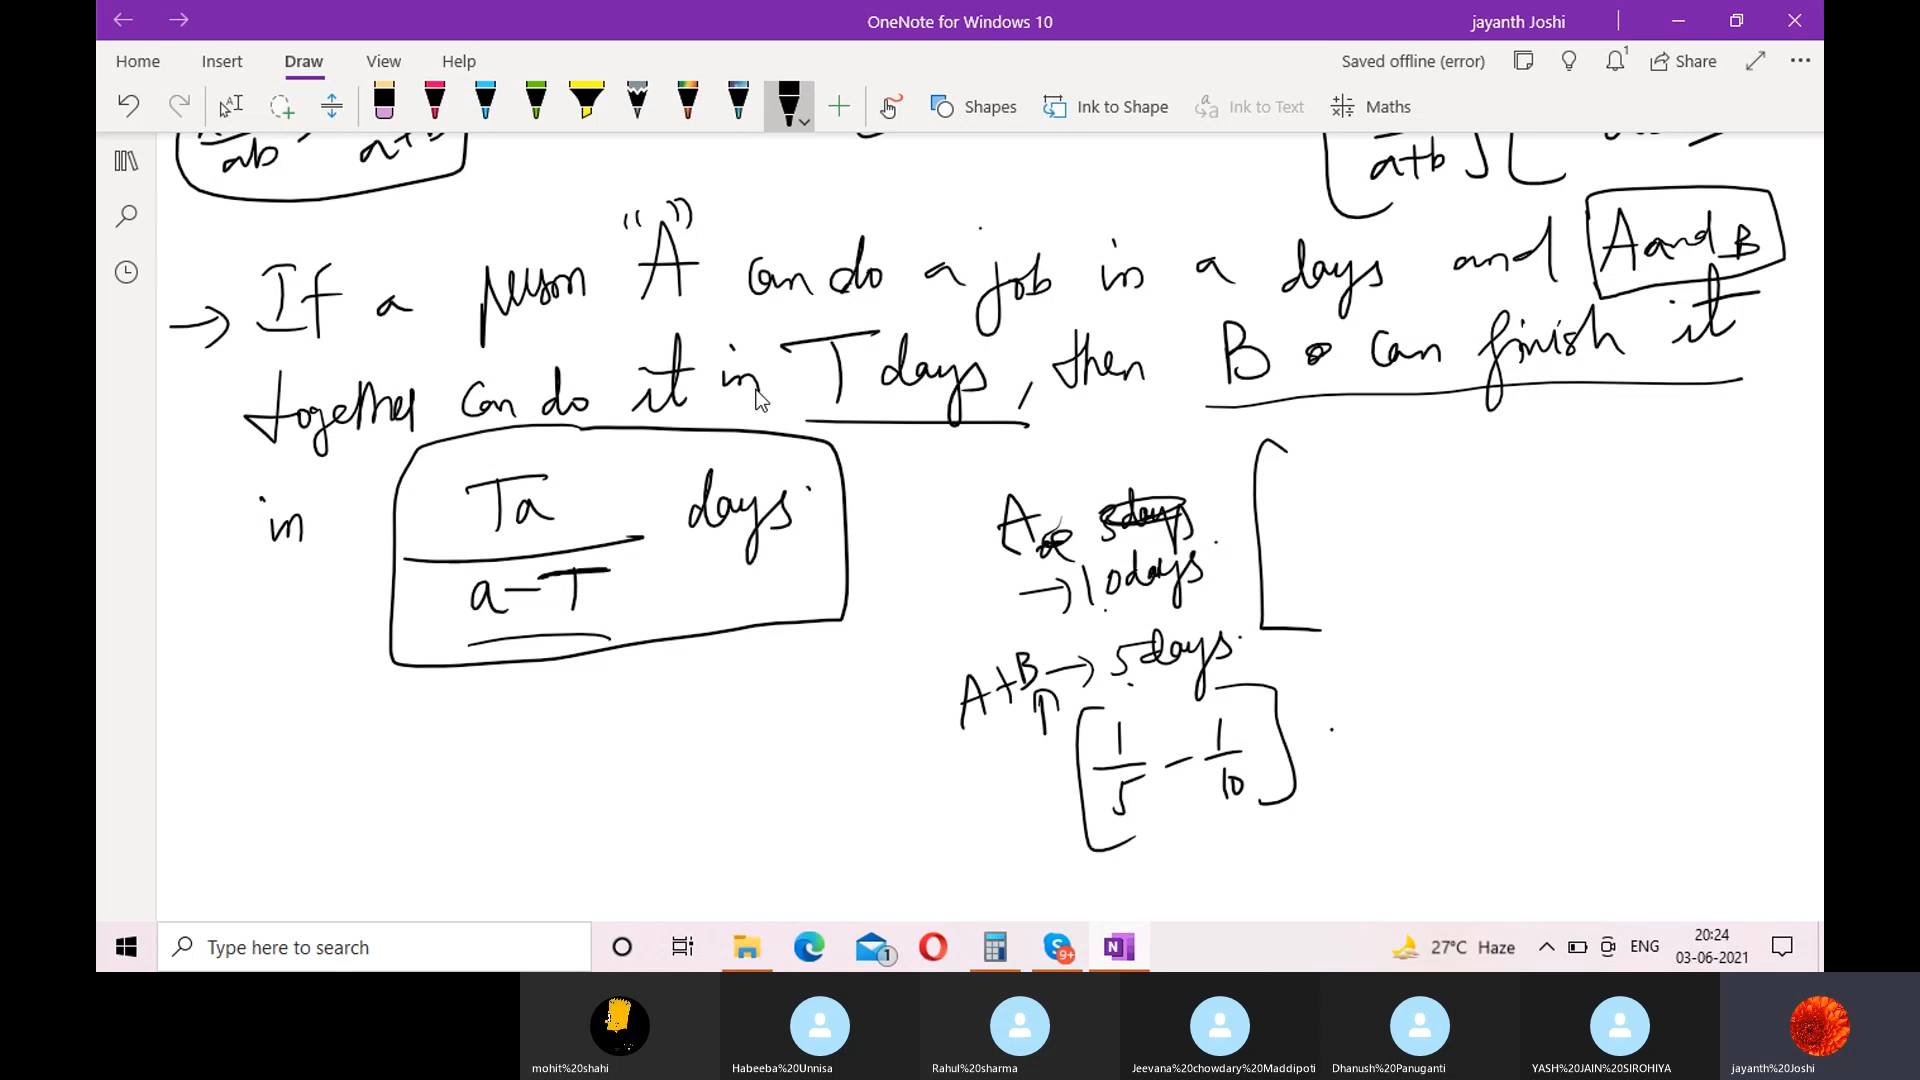 OneNote for Windows 10
jayanth Joshi
Home Insert Draw View Help
Saved offline (error) 1 Share
Shapes Ink to Shape Ink to Text Maths
ab a+b
a+b
→ If a person "A" can do a job in a days and A and B
together can do it in T days, then B can finish it
in Ta days
a-T
A
→ 10 days
A+B → 5 days
1 - 1
5 10
Type here to search
1
9+
N
27°C Haze
ENG
20:24
03-06-2021
mohit%20shahi
Habeeba%20Unnisa
Rahul%20sharma
Jeevana%20chowdary%20Maddipoti
Dhanush%20Panuganti
YASH%20JAIN%20SIROHIYA
jayanth%20Joshi